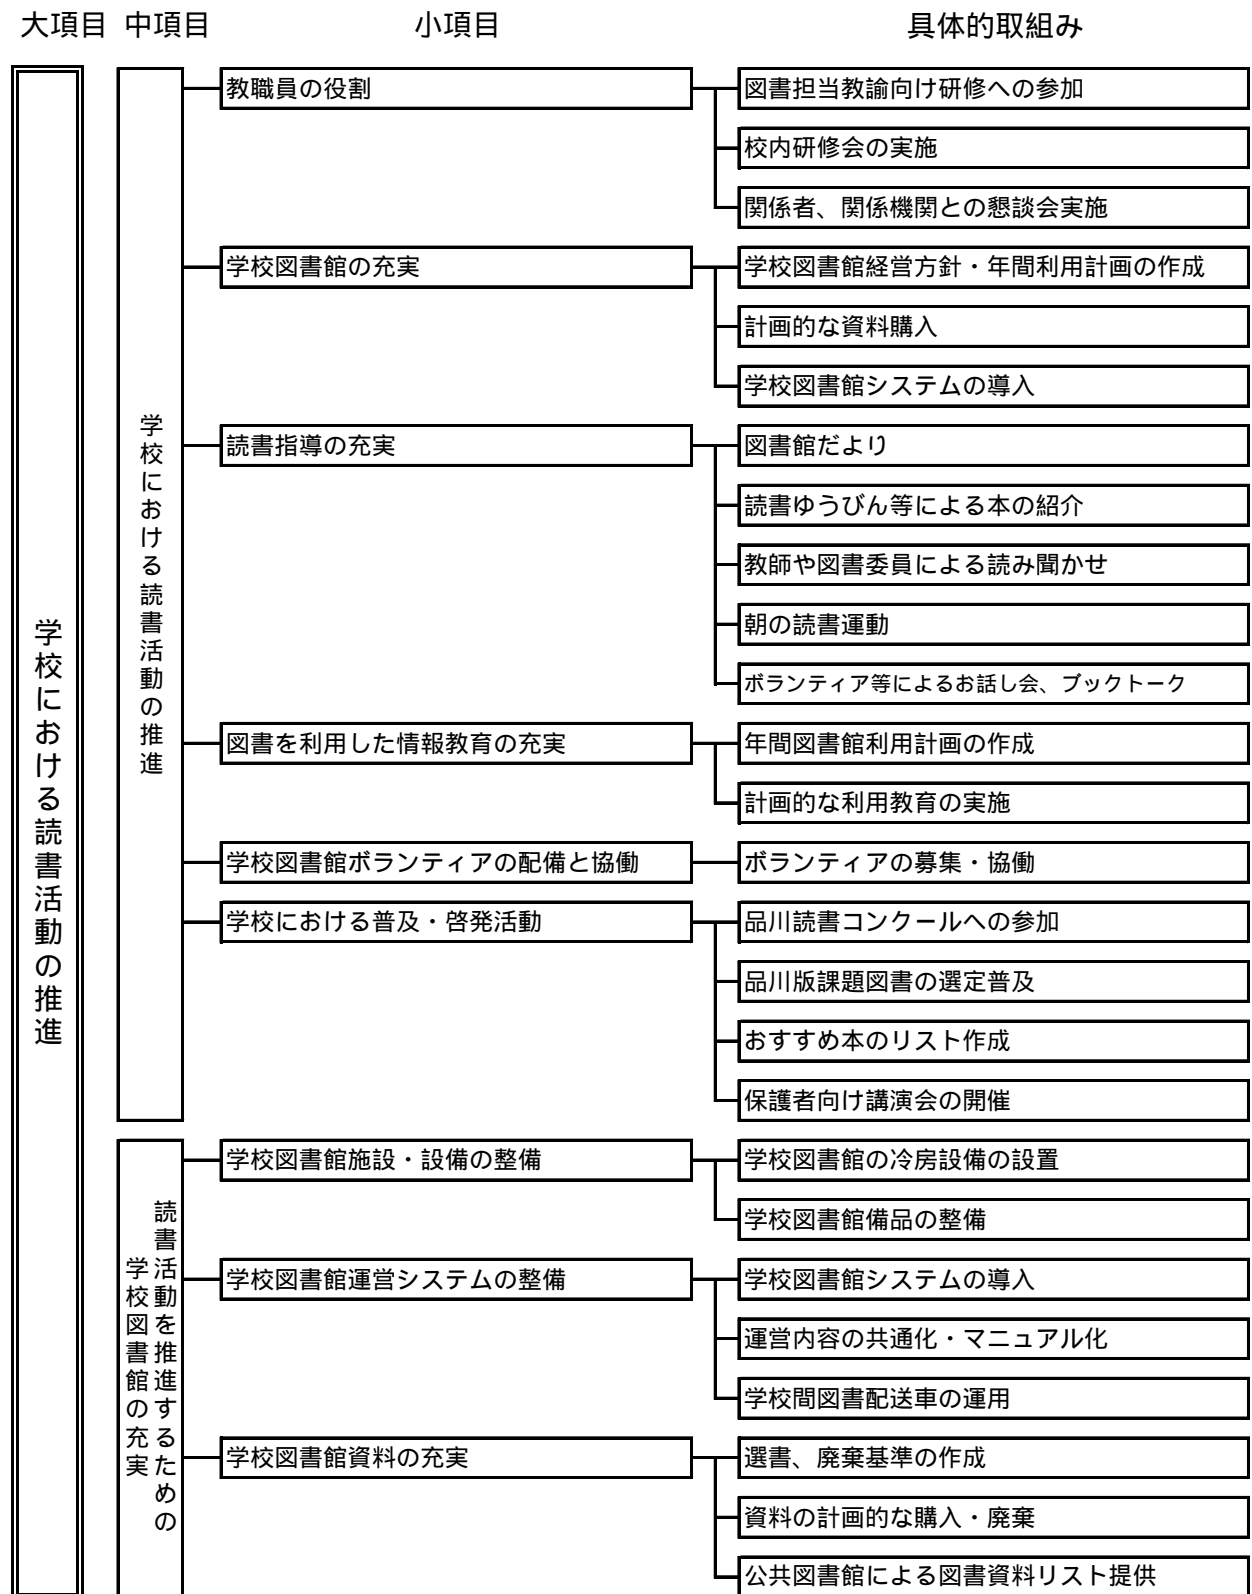 大項目 中項目 小項目 具体的取組み
学校における読書活動の推進
学校における読書活動の推進
教職員の役割
図書担当教諭向け研修への参加
校内研修会の実施
関係者、関係機関との懇談会実施
学校図書館の充実
学校図書館経営方針・年間利用計画の作成
計画的な資料購入
学校図書館システムの導入
読書指導の充実
図書館だより
読書ゆうびん等による本の紹介
教師や図書委員による読み聞かせ
朝の読書運動
ボランティア等によるお話し会、ブックトーク
図書を利用した情報教育の充実
年間図書館利用計画の作成
計画的な利用教育の実施
学校図書館ボランティアの配備と協働
ボランティアの募集・協働
学校における普及・啓発活動
品川読書コンクールへの参加
品川版課題図書の選定普及
おすすめ本のリスト作成
保護者向け講演会の開催
読書活動を推進するための
学校図書館の充実
学校図書館施設・設備の整備
学校図書館の冷房設備の設置
学校図書館備品の整備
学校図書館運営システムの整備
学校図書館システムの導入
運営内容の共通化・マニュアル化
学校間図書配送車の運用
学校図書館資料の充実
選書、廃棄基準の作成
資料の計画的な購入・廃棄
公共図書館による図書資料リスト提供